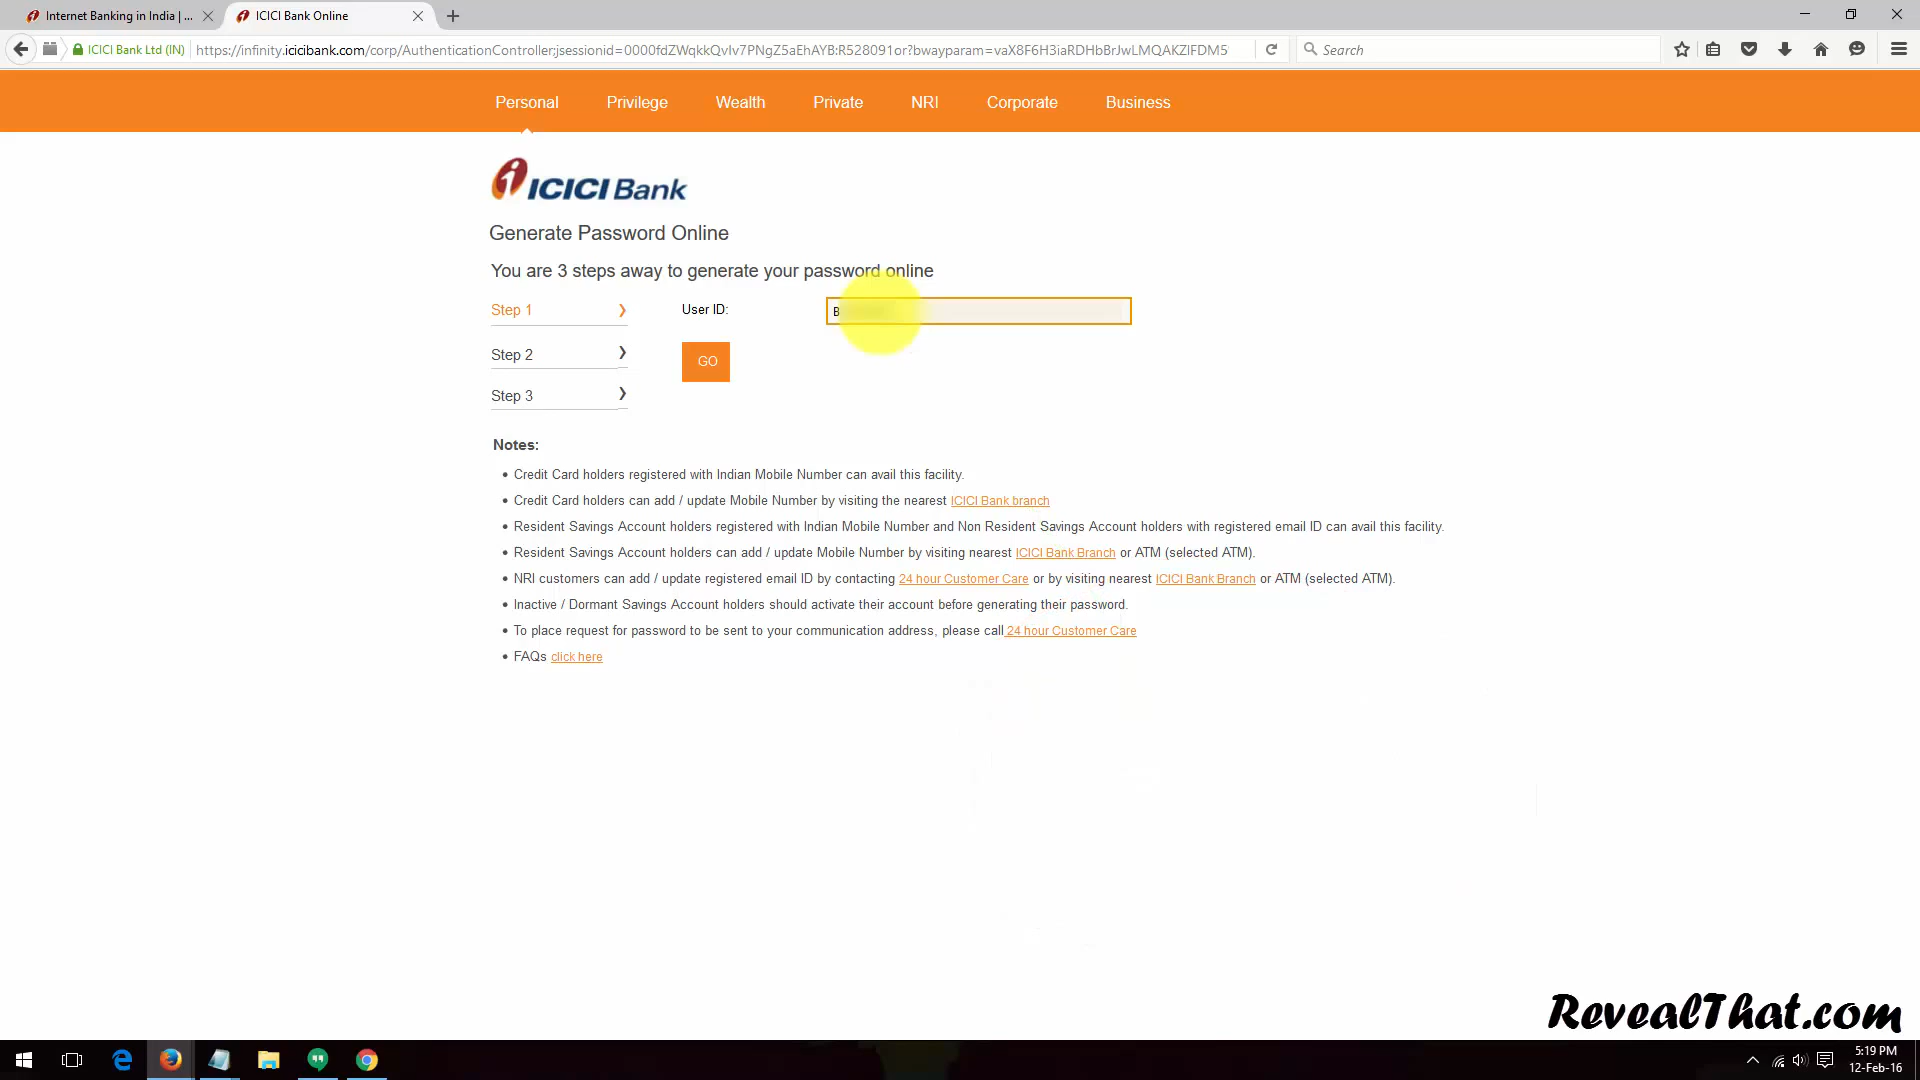 Internet Banking in India | ...
ICICI Bank Online
ICICI Bank Ltd (IN)
https://infinity.icicibank.com/corp/AuthenticationController;jsessionid=0000fdZWqkkQvIv7PNgZ5aEhAYB:R528091or?bwayparam=vaX8F6H3iaRDHbBrJwLMQAKZlFDM5
Search
Personal Privilege Wealth Private NRI Corporate Business
ICICI Bank
Generate Password Online
You are 3 steps away to generate your password online
Step 1
User ID:
B
Step 2
GO
Step 3
Notes:
• Credit Card holders registered with Indian Mobile Number can avail this facility.
• Credit Card holders can add / update Mobile Number by visiting the nearest ICICI Bank branch
• Resident Savings Account holders registered with Indian Mobile Number and Non Resident Savings Account holders with registered email ID can avail this facility.
• Resident Savings Account holders can add / update Mobile Number by visiting nearest ICICI Bank Branch or ATM (selected ATM).
• NRI customers can add / update registered email ID by contacting 24 hour Customer Care or by visiting nearest ICICI Bank Branch or ATM (selected ATM).
• Inactive / Dormant Savings Account holders should activate their account before generating their password.
• To place request for password to be sent to your communication address, please call 24 hour Customer Care
• FAQs click here
RevealThat.com
5:19 PM
12-Feb-16